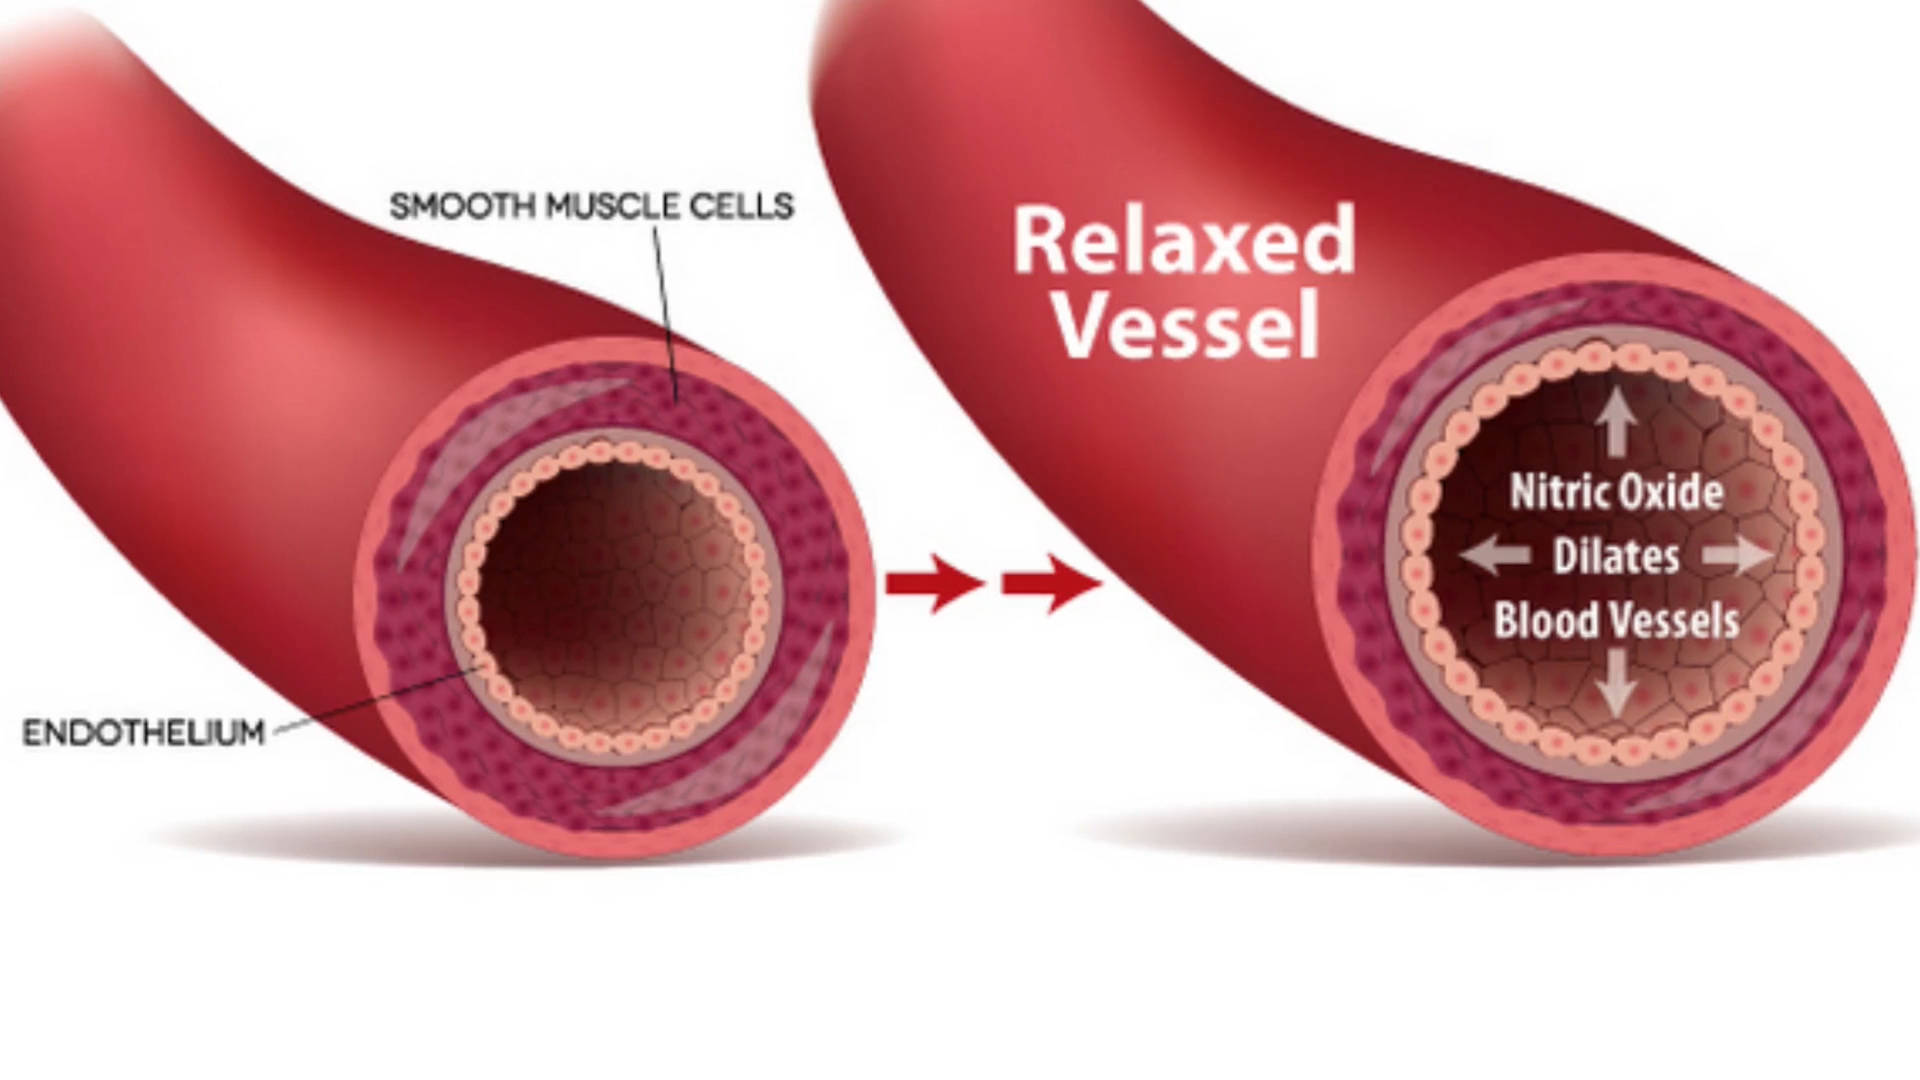 SMOOTH MUSCLE CELLS
ENDOTHELIUM
Relaxed
Vessel
Nitric Oxide
Dilates
Blood Vessels